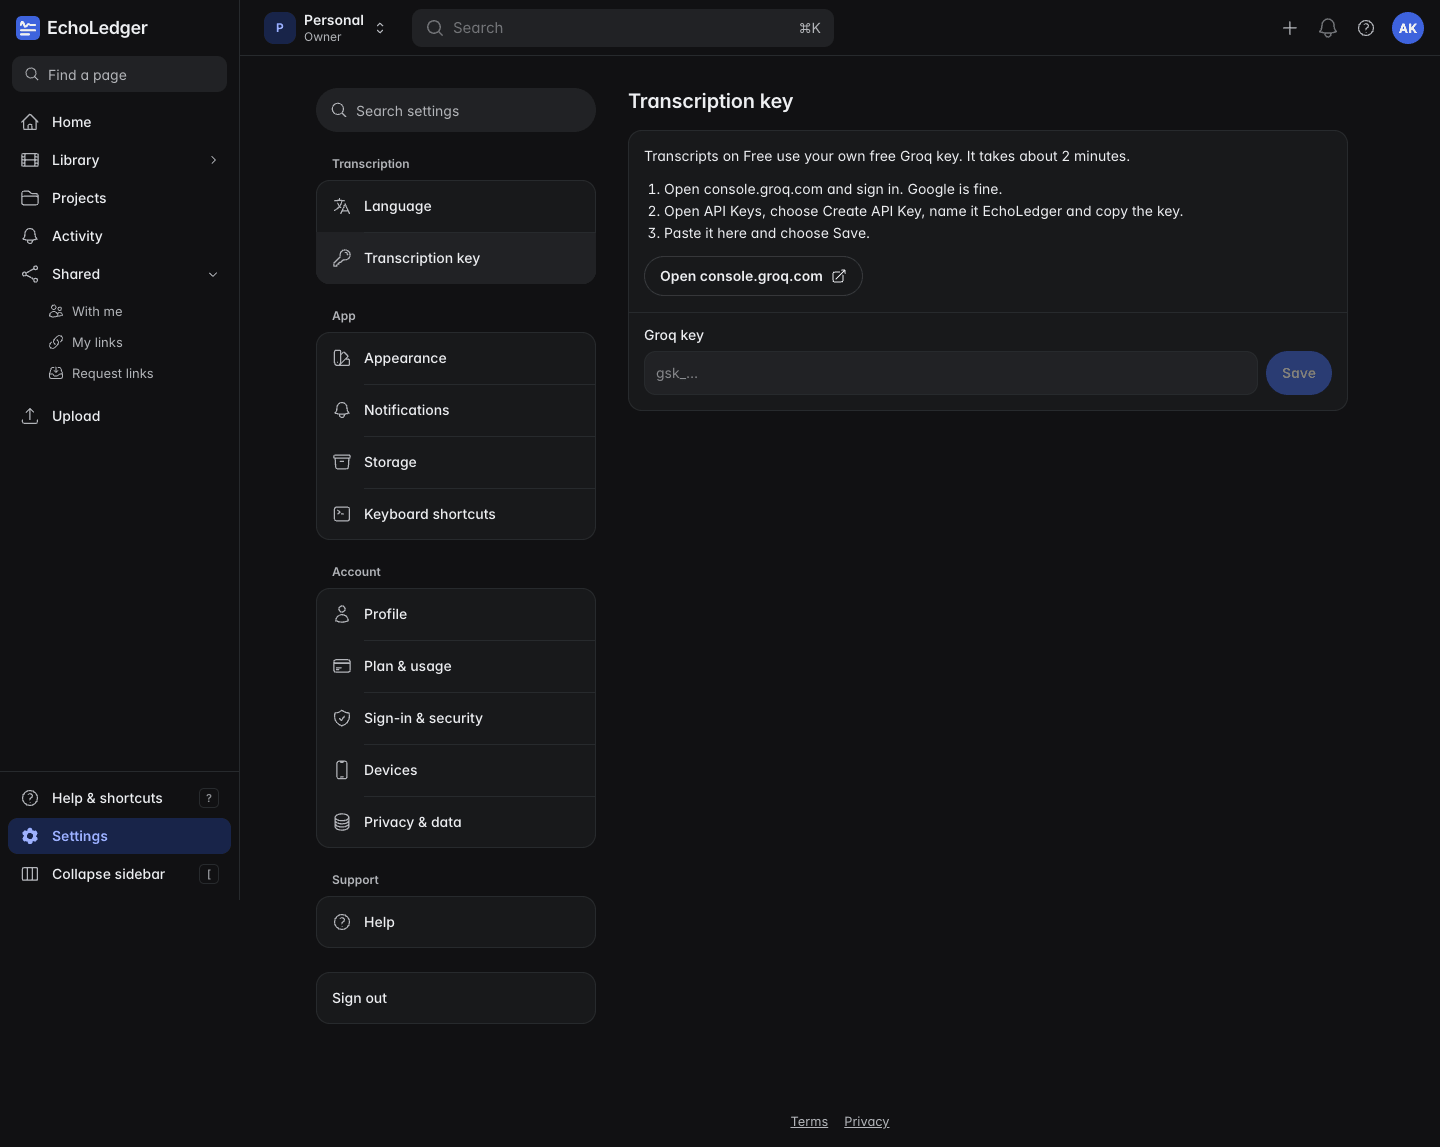 EchoLedger
Find a page
Home
Library
Projects
Activity
Shared
With me
My links
Request links
Upload
Help & shortcuts ?
Settings
Collapse sidebar [
P
Personal
Owner
Search ⌘K
AK
Search settings
Transcription
Language
Transcription key
App
Appearance
Notifications
Storage
Keyboard shortcuts
Account
Profile
Plan & usage
Sign-in & security
Devices
Privacy & data
Support
Help
Sign out
Transcription key
Transcripts on Free use your own free Groq key. It takes about 2 minutes.
1. Open console.groq.com and sign in. Google is fine.
2. Open API Keys, choose Create API Key, name it EchoLedger and copy the key.
3. Paste it here and choose Save.
Open console.groq.com
Groq key
gsk_...
Save
Terms Privacy